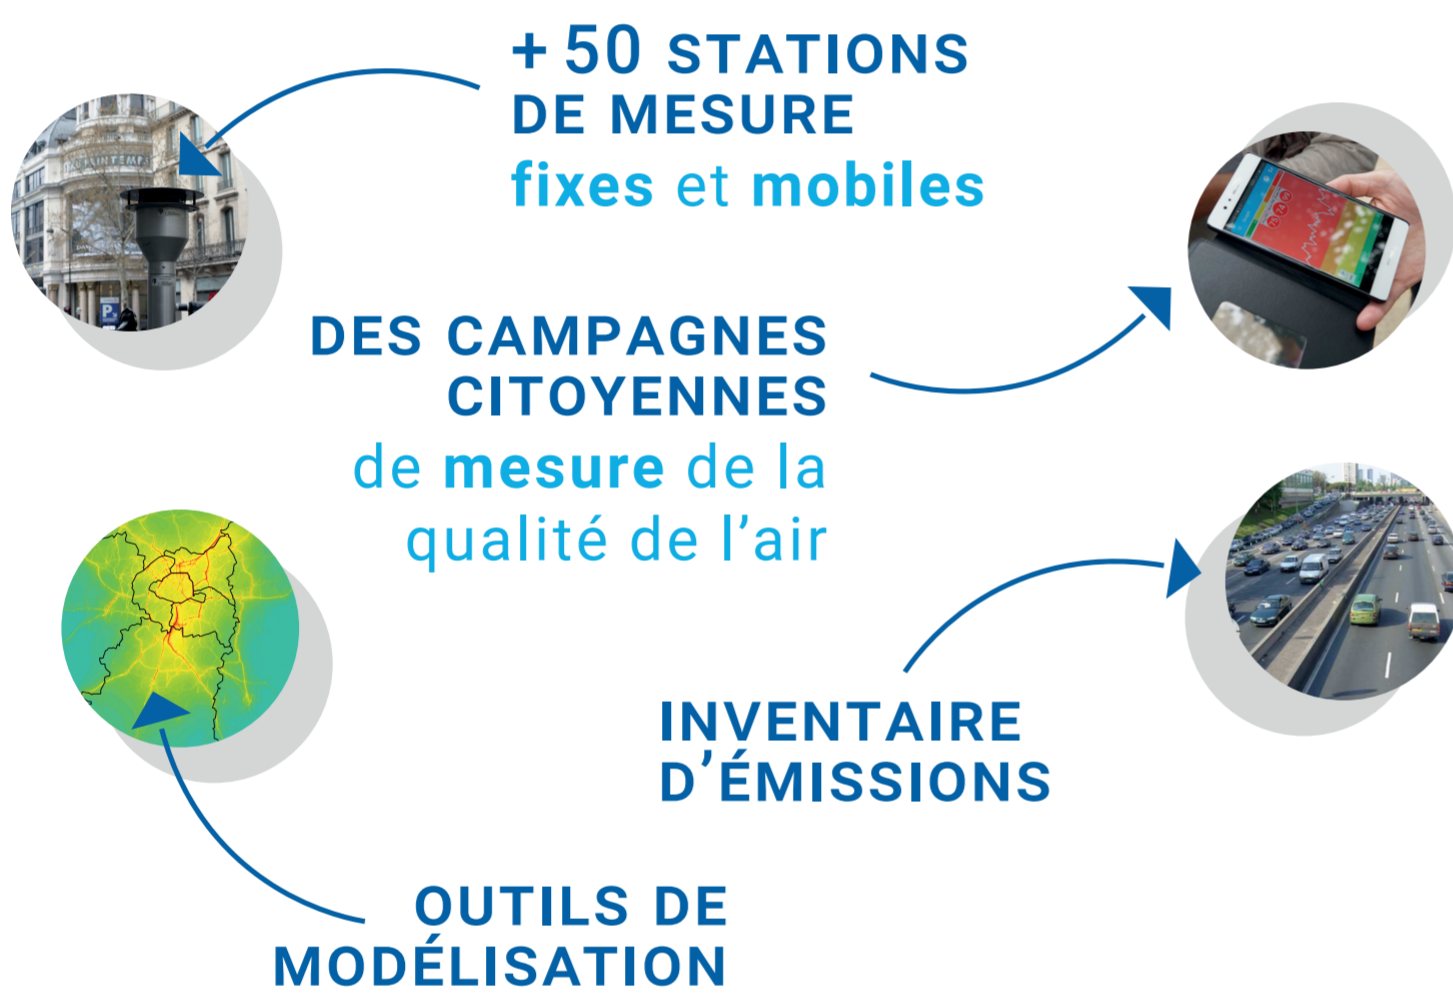 + 50 STATIONS
DE MESURE
fixes et mobiles
DES CAMPAGNES
CITOYENNES
de mesure de la
qualité de l’air
INVENTAIRE
D’ÉMISSIONS
OUTILS DE
MODÉLISATION
PRINTEMPS
P